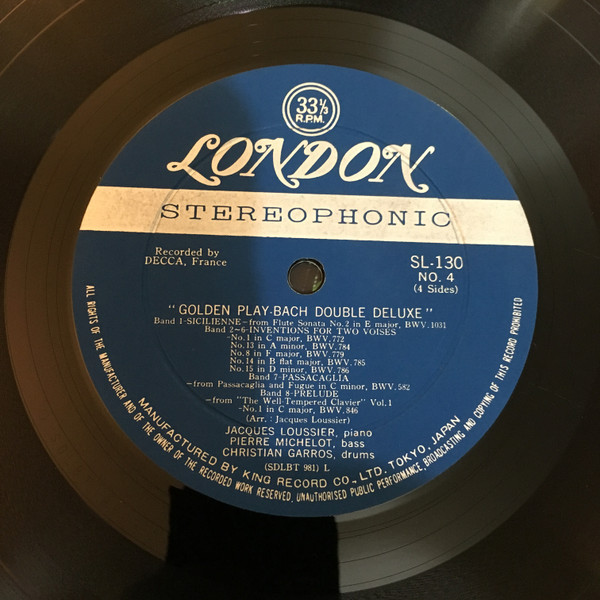 33⅓
R.P.M.
LONDON
STEREOPHONIC
Recorded by
DECCA, France
SL-130
NO. 4
(4 Sides)
"GOLDEN PLAY-BACH DOUBLE DELUXE"
Band 1-SICILIENNE-from Flute Sonata No.2 in E major, BWV.1031
Band 2~6-INVENTIONS FOR TWO VOISES
-No.1 in C major, BWV.772
No.13 in A minor, BWV.784
No.8 in F major, BWV.779
No.14 in B flat major, BWV.785
No.15 in D minor, BWV.786
Band 7-PASSACAGLIA
-from Passacaglia and Fugue in C minor, BWV.582
Band 8-PRELUDE
-from "The Well-Tempered Clavier" Vol.1
-No.1 in C major, BWV.846
(Arr.: Jacques Loussier)
JACQUES LOUSSIER, piano
PIERRE MICHELOT, bass
CHRISTIAN GARROS, drums
(SDLBT 981) L
MANUFACTURED BY KING RECORD CO., LTD. TOKYO, JAPAN
ALL RIGHTS OF THE MANUFACTURER AND OF THE OWNER OF THE RECORDED WORK RESERVED, UNAUTHORISED PUBLIC PERFORMANCE, BROADCASTING AND COPYING OF THIS RECORD PROHIBITED